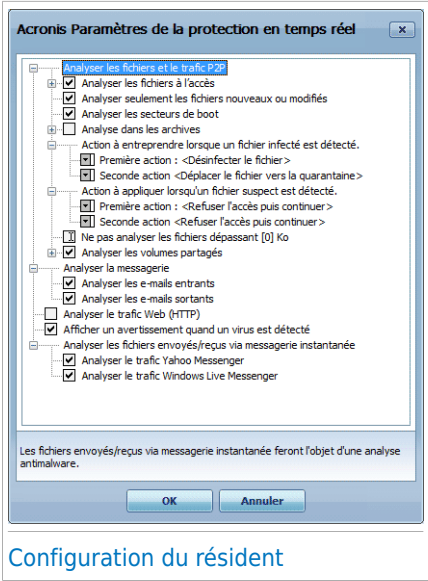 Acronis Paramètres de la protection en temps réel
Analyser les fichiers et le trafic P2P
Analyser les fichiers à l'accès
Analyser seulement les fichiers nouveaux ou modifiés
Analyser les secteurs de boot
Analyse dans les archives
Action à entreprendre lorsque un fichier infecté est détecté.
Première action : <Désinfecter le fichier>
Seconde action <Déplacer le fichier vers la quarantaine>
Action à appliquer lorsqu'un fichier suspect est détecté.
Première action : <Refuser l'accès puis continuer>
Seconde action <Refuser l'accès puis continuer>
Ne pas analyser les fichiers dépassant [0] Ko
Analyser les volumes partagés
Analyser la messagerie
Analyser les e-mails entrants
Analyser les e-mails sortants
Analyser le trafic Web (HTTP)
Afficher un avertissement quand un virus est détecté
Analyser les fichiers envoyés/reçus via messagerie instantanée
Analyser le trafic Yahoo Messenger
Analyser le trafic Windows Live Messenger
Les fichiers envoyés/reçus via messagerie instantanée feront l'objet d'une analyse
antimalware.
OK
Annuler
Configuration du résident